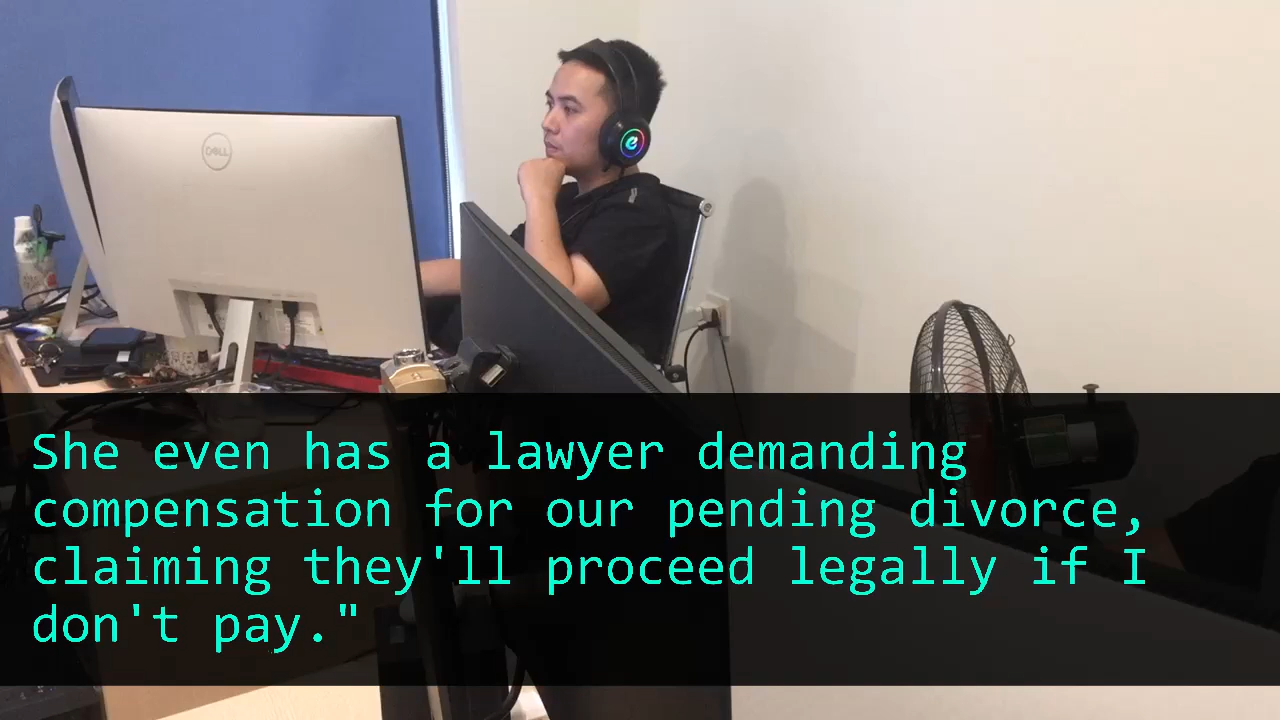 DELL
She even has a lawyer demanding
compensation for our pending divorce,
claiming they'll proceed legally if I
don't pay."